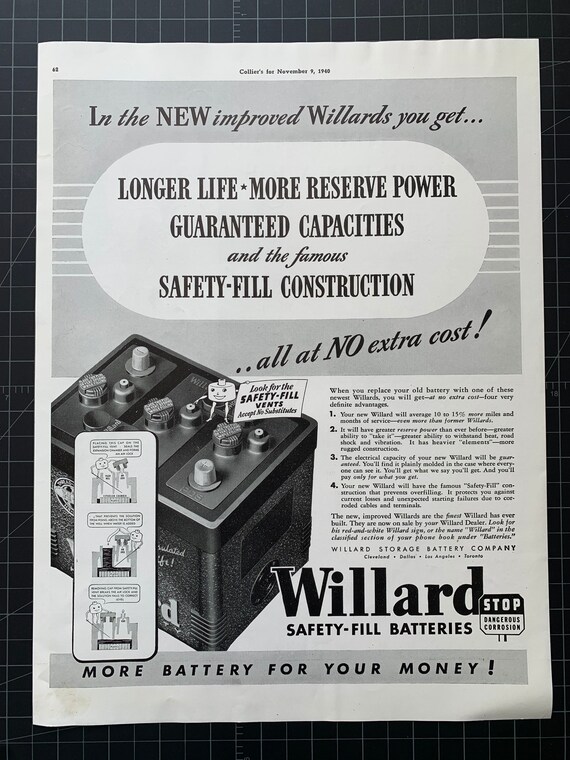 68
Collier's for November 9, 1940
In the NEW improved Willards you get...
LONGER LIFE★MORE RESERVE POWER
GUARANTEED CAPACITIES
and the famous
SAFETY-FILL CONSTRUCTION
..all at NO extra cost!
Look for the
SAFETY-FILL
VENTS
Accept No Substitutes
When you replace your old battery with one of these
newest Willards, you will get—at no extra cost—four very
definite advantages.
1. Your new Willard will average 10 to 15% more miles and
months of service—even more than former Willards.
2. It will have greater reserve power than ever before—greater
ability to "take it"—greater ability to withstand heat, road
shock and vibration. It has heavier "elements"—more
rugged construction.
3. The electrical capacity of your new Willard will be guar-
anteed. You'll find it plainly molded in the case where every-
one can see it. You'll get what we say you'll get. And you'll
pay only for what you get.
4. Your new Willard will have the famous "Safety-Fill" con-
struction that prevents overfilling. It protects you against
current losses and unexpected starting failures due to cor-
roded cables and terminals.
The new, improved Willards are the finest Willard has ever
built. They are now on sale by your Willard Dealer. Look for
his red-and-white Willard sign, or the name "Willard" in the
classified section of your phone book under "Batteries."
WILLARD STORAGE BATTERY COMPANY
Cleveland • Dallas • Los Angeles • Toronto
Willard
SAFETY-FILL BATTERIES
STOP
DANGEROUS
CORROSION
MORE BATTERY FOR YOUR MONEY!